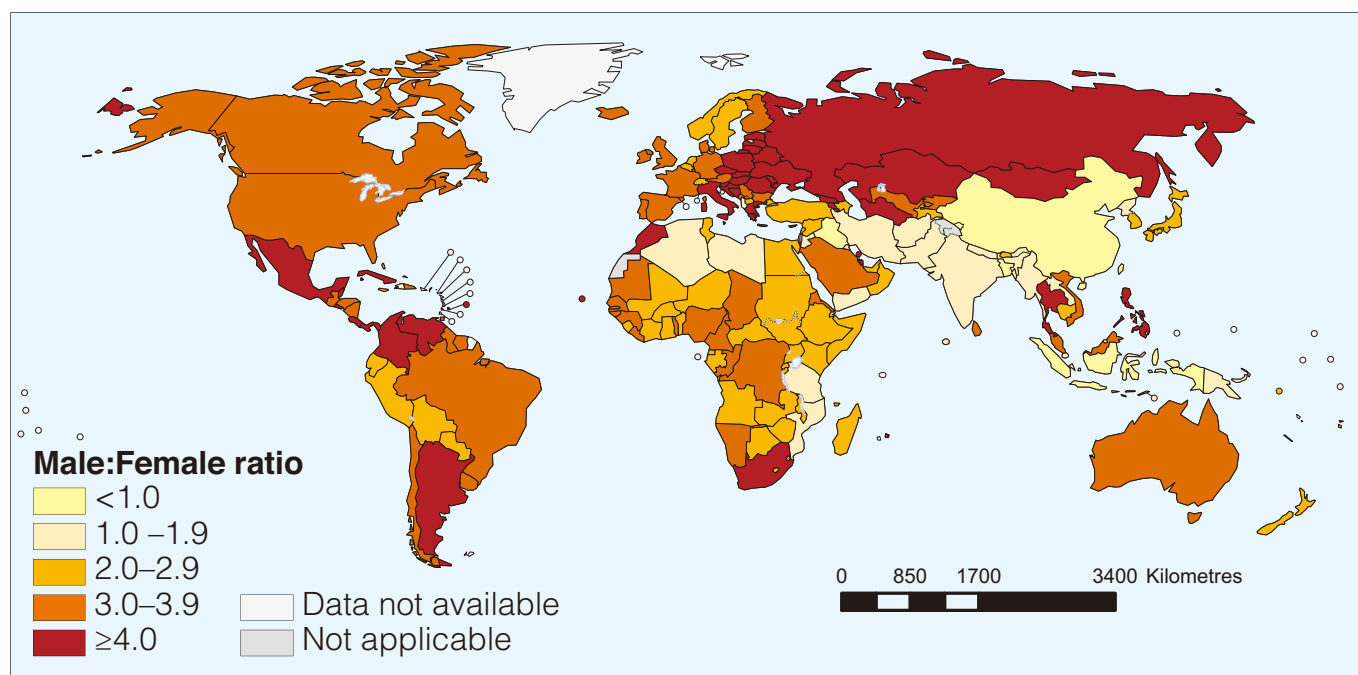 Male:Female ratio
<1.0
1.0 –1.9
2.0–2.9
3.0–3.9
≥4.0
Data not available
Not applicable
0 850 1700 3400 Kilometres